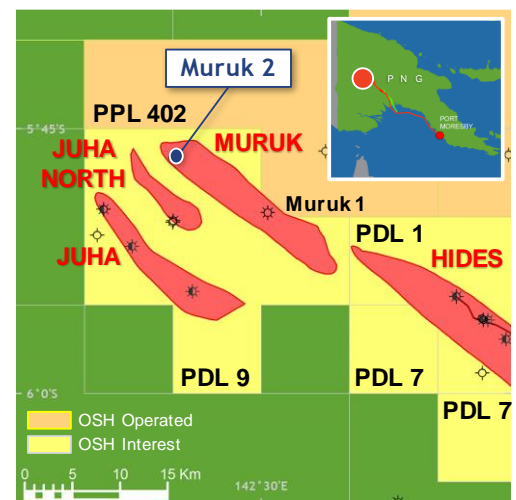 Muruk 2
P N G
PORT
MORESBY
5°45'S
PPL 402
JUHA
NORTH
MURUK
Muruk 1
JUHA
PDL 1
HIDES
PDL 9
PDL 7
PDL 7
6°0'S
OSH Operated
OSH Interest
0 5 10 15 Km
142°30'E